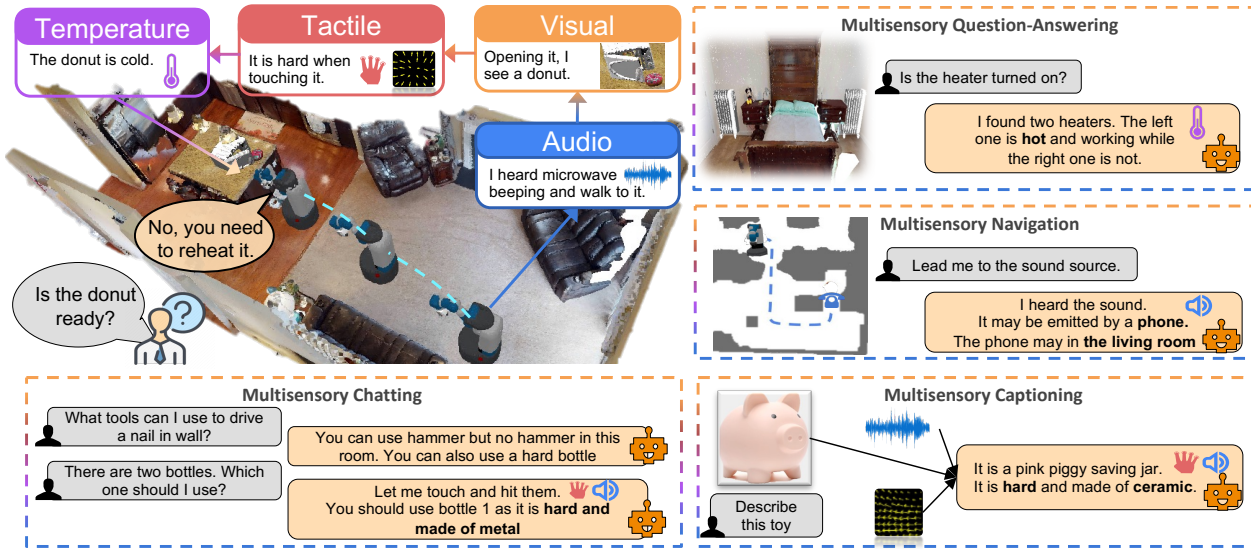 Temperature
The donut is cold.
Tactile
It is hard when
touching it.
Visual
Opening it, I
see a donut.
Audio
I heard microwave
beeping and walk to it.
No, you need
to reheat it.
Is the donut
ready?
Multisensory Question-Answering
Is the heater turned on?
I found two heaters. The left
one is hot and working while
the right one is not.
Multisensory Navigation
Lead me to the sound source.
I heard the sound.
It may be emitted by a phone.
The phone may in the living room
Multisensory Chatting
What tools can I use to drive
a nail in wall?
You can use hammer but no hammer in this
room. You can also use a hard bottle
There are two bottles. Which
one should I use?
Let me touch and hit them.
You should use bottle 1 as it is hard and
made of metal
Multisensory Captioning
Describe
this toy
It is a pink piggy saving jar.
It is hard and made of ceramic.